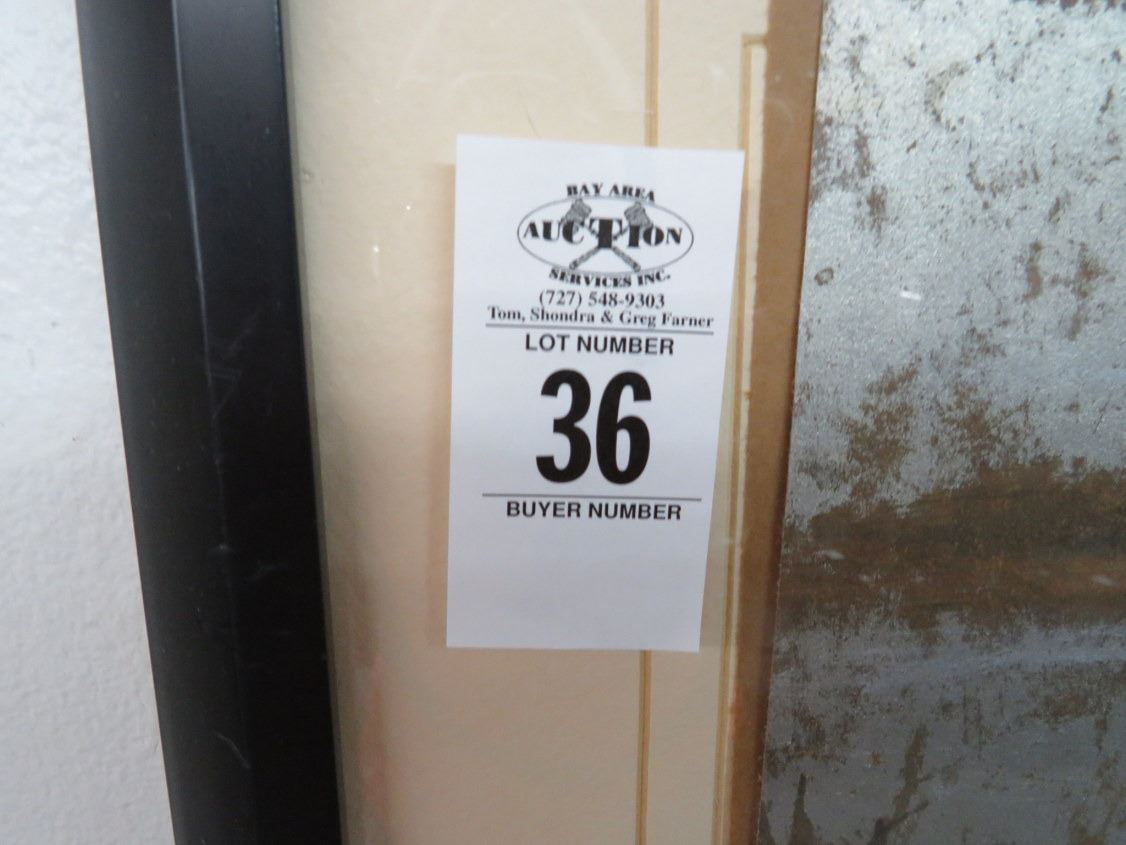 BAY AREA
AUCTION
SERVICES INC.
(727) 548-9303
Tom, Shondra & Greg Farner
LOT NUMBER
36
BUYER NUMBER